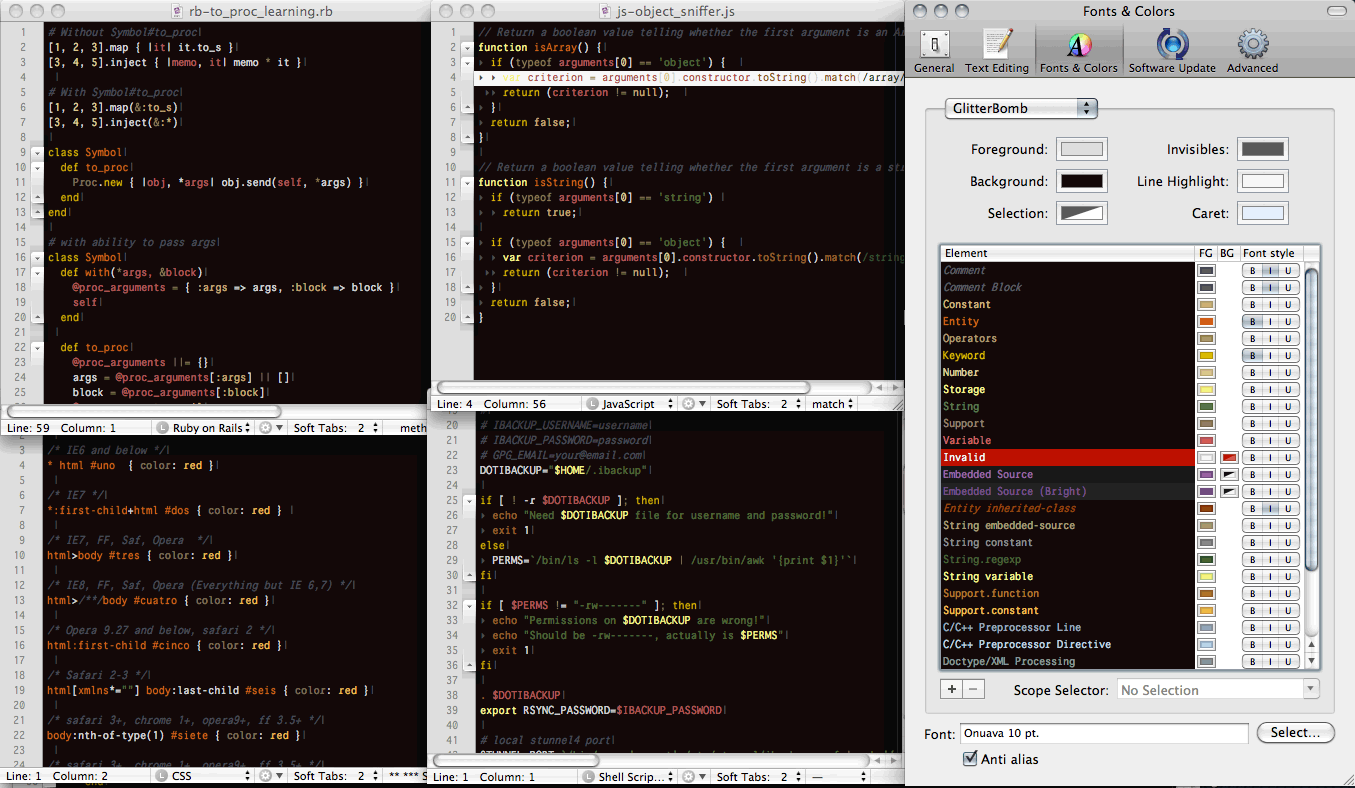 rb-to_proc_learning.rb
1 # Without Symbol#to_proc
2 [1, 2, 3].map { |it| it.to_s }
3 [3, 4, 5].inject { |memo, it| memo * it }
4
5 # With Symbol#to_proc
6 [1, 2, 3].map(&:to_s)
7 [3, 4, 5].inject(&:*)
8
9 class Symbol
10 def to_proc
11 Proc.new { |obj, *args| obj.send(self, *args) }
12 end
13 end
14
15 # with ability to pass args
16 class Symbol
17 def with(*args, &block)
18 @proc_arguments = { :args => args, :block => block }
19 self
20 end
21
22 def to_proc
23 @proc_arguments ||= {}
24 args = @proc_arguments[:args] || []
25 block = @proc_arguments[:block]
Line: 59 Column: 1 Ruby on Rails Soft Tabs: 2 meth
3 /* IE6 and below */
4 * html #uno { color: red }
5
6 /* IE7 */
7 *:first-child+html #dos { color: red }
8
9 /* IE7, FF, Saf, Opera */
10 html>body #tres { color: red }
11
12 /* IE8, FF, Saf, Opera (Everything but IE 6,7) */
13 html>/**/body #cuatro { color: red }
14
15 /* Opera 9.27 and below, safari 2 */
16 html:first-child #cinco { color: red }
17
18 /* Safari 2-3 */
19 html[xmlns*=""] body:last-child #seis { color: red }
20
21 /* safari 3+, chrome 1+, opera9+, ff 3.5+ */
22 body:nth-of-type(1) #siete { color: red }
23
24 /* safari 3+, chrome 1+, opera9+, ff 3.5+ */
Line: 1 Column: 2 CSS Soft Tabs: 2 ** *** S
js-object_sniffer.js
1 // Return a boolean value telling whether the first argument is an A
2 function isArray() {
3 if (typeof arguments[0] == 'object') {
4 var criterion = arguments[0].constructor.toString().match(/array/
5 return (criterion != null);
6 }
7 return false;
8 }
9
10 // Return a boolean value telling whether the first argument is a st
11 function isString() {
12 if (typeof arguments[0] == 'string')
13 return true;
14
15 if (typeof arguments[0] == 'object') {
16 var criterion = arguments[0].constructor.toString().match(/string
17 return (criterion != null);
18 }
19 return false;
20 }
Line: 4 Column: 56 JavaScript Soft Tabs: 2 match
20 # IBACKUP_USERNAME=username
21 # IBACKUP_PASSWORD=password
22 # GPG_EMAIL=your@email.com
23 DOTIBACKUP="$HOME/.ibackup"
24
25 if [ ! -r $DOTIBACKUP ]; then
26 echo "Need $DOTIBACKUP file for username and password!"
27 exit 1
28 else
29 PERMS=`/bin/ls -l $DOTIBACKUP | /usr/bin/awk '{print $1}'`
30 fi
31
32 if [ $PERMS != "-rw-------" ]; then
33 echo "Permissions on $DOTIBACKUP are wrong!"
34 echo "Should be -rw-------, actually is $PERMS"
35 exit 1
36 fi
37
38 . $DOTIBACKUP
39 export RSYNC_PASSWORD=$IBACKUP_PASSWORD
40
41 # local stunnel4 port
Line: 1 Column: 1 Shell Scrip... Soft Tabs: 2 —
Fonts & Colors
General Text Editing Fonts & Colors Software Update Advanced
GlitterBomb
Foreground: Invisibles:
Background: Line Highlight:
Selection: Caret:
Element FG BG Font style
Comment B I U
Comment Block B I U
Constant B I U
Entity B I U
Operators B I U
Keyword B I U
Number B I U
Storage B I U
String B I U
Support B I U
Variable B I U
Invalid B I U
Embedded Source B I U
Embedded Source (Bright) B I U
Entity inherited-class B I U
String embedded-source B I U
String constant B I U
String.regexp B I U
String variable B I U
Support.function B I U
Support.constant B I U
C/C++ Preprocessor Line B I U
C/C++ Preprocessor Directive B I U
Doctype/XML Processing B I U
+ − Scope Selector: No Selection
Font: Onuava 10 pt. Select...
Anti alias